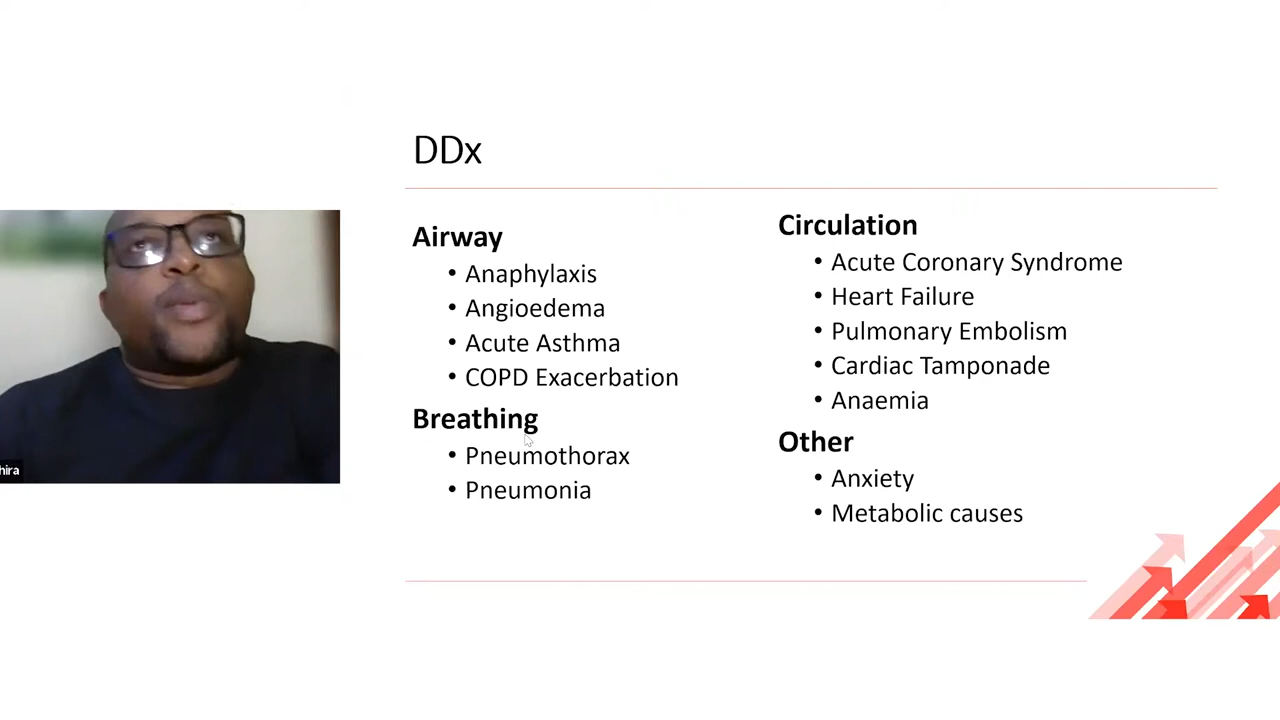 DDx
Airway
• Anaphylaxis
• Angioedema
• Acute Asthma
• COPD Exacerbation
Breathing
• Pneumothorax
• Pneumonia
Circulation
• Acute Coronary Syndrome
• Heart Failure
• Pulmonary Embolism
• Cardiac Tamponade
• Anaemia
Other
• Anxiety
• Metabolic causes
hira